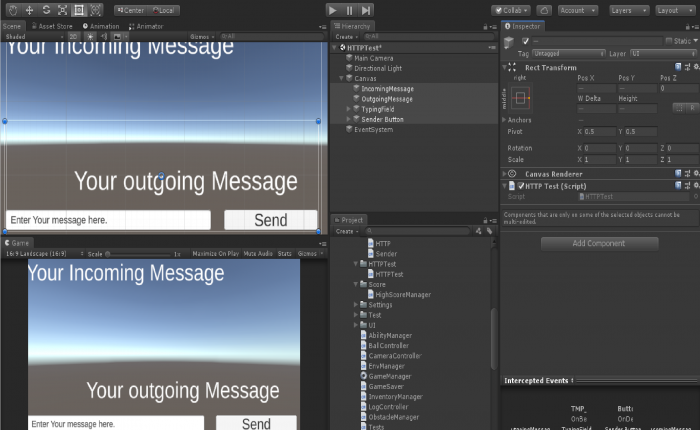 Center
Local
Collab
Account
Layers
Layout
Scene
Asset Store
Animation
Animator
Shaded
2D
Gizmos
All
Your Incoming Message
Your outgoing Message
Enter Your message here.
Send
Game
16:9 Landscape (16:9)
Scale
1x
Maximize On Play
Mute Audio
Stats
Gizmos
Your Incoming Message
Your outgoing Message
Enter Your message here.
Send
Hierarchy
Create
All
HTTPTest*
Main Camera
Directional Light
Canvas
IncomingMessage
OutgoingMessage
TypingField
Sender Button
EventSystem
Project
Create
HTTP
Sender
HTTPTest
HTTPTest
Score
HighScoreManager
Settings
Test
UI
AbilityManager
BallController
CameraController
EnvManager
GameManager
GameSaver
InventoryManager
LogController
ObstacleManager
Tests
Inspector
—
Static
Tag Untagged Layer UI
Rect Transform
right Pos X Pos Y Pos Z
middle — — 0
W Delta Height
— —
R
Anchors
Pivot X 0.5 Y 0.5
Rotation X 0 Y 0 Z 0
Scale X 1 Y 1 Z 1
Canvas Renderer
HTTP Test (Script)
Script HTTPTest
Components that are only on some of the selected objects cannot be
multi-edited.
Add Component
Intercepted Events
TMP_ Butto
OnBe OnDe
TypingField Sender Button